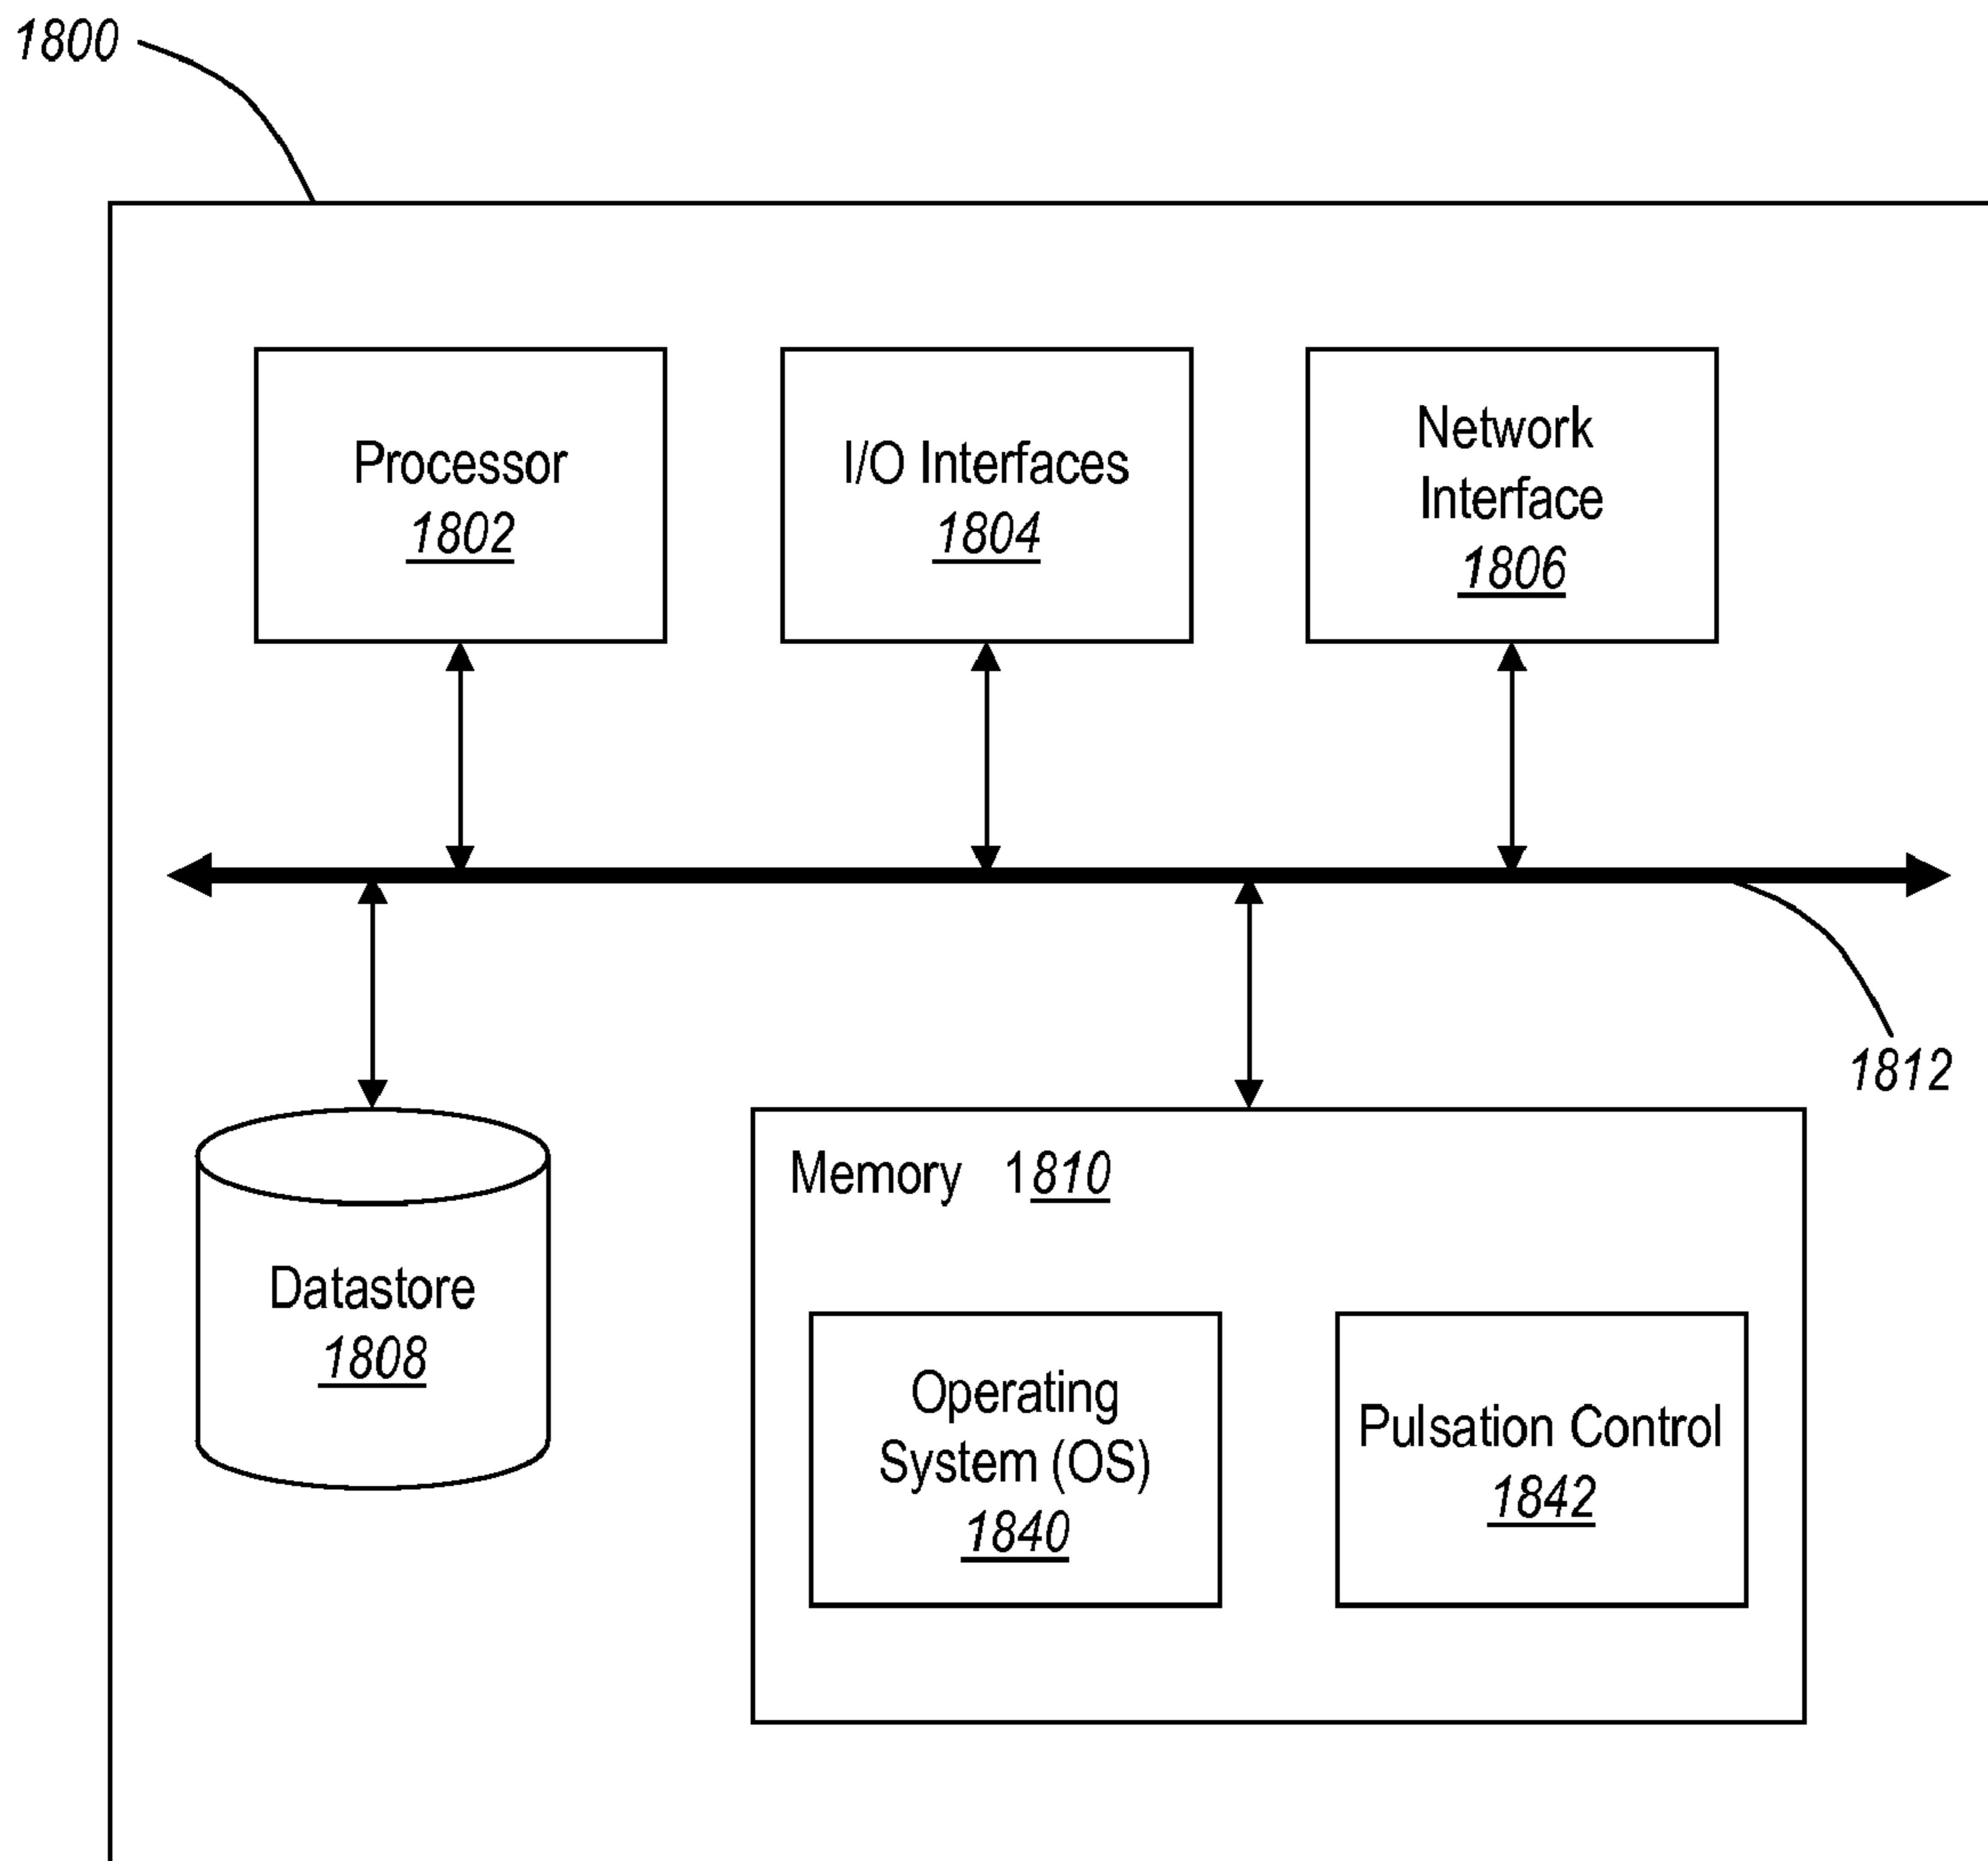 1800
Processor
1802
I/O Interfaces
1804
Network
Interface
1806
1812
Memory 1810
Datastore
1808
Operating
System (OS)
1840
Pulsation Control
1842